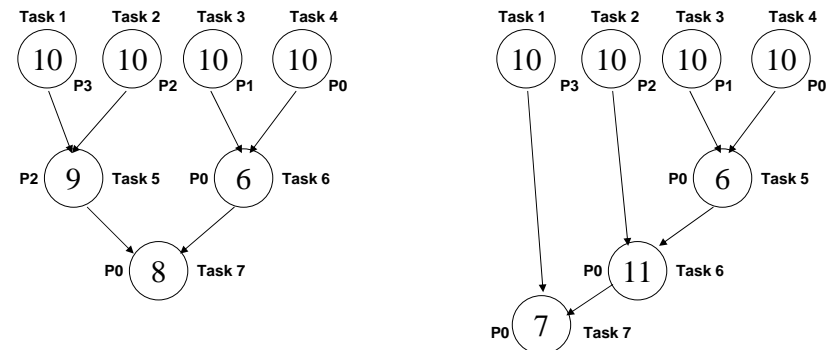 Task 1 Task 2 Task 3 Task 4
10 10 10 10
P3 P2 P1 P0
P2 9 Task 5 P0 6 Task 6
P0 8 Task 7
Task 1 Task 2 Task 3 Task 4
10 10 10 10
P3 P2 P1 P0
P0 6 Task 5
P0 11 Task 6
P0 7 Task 7